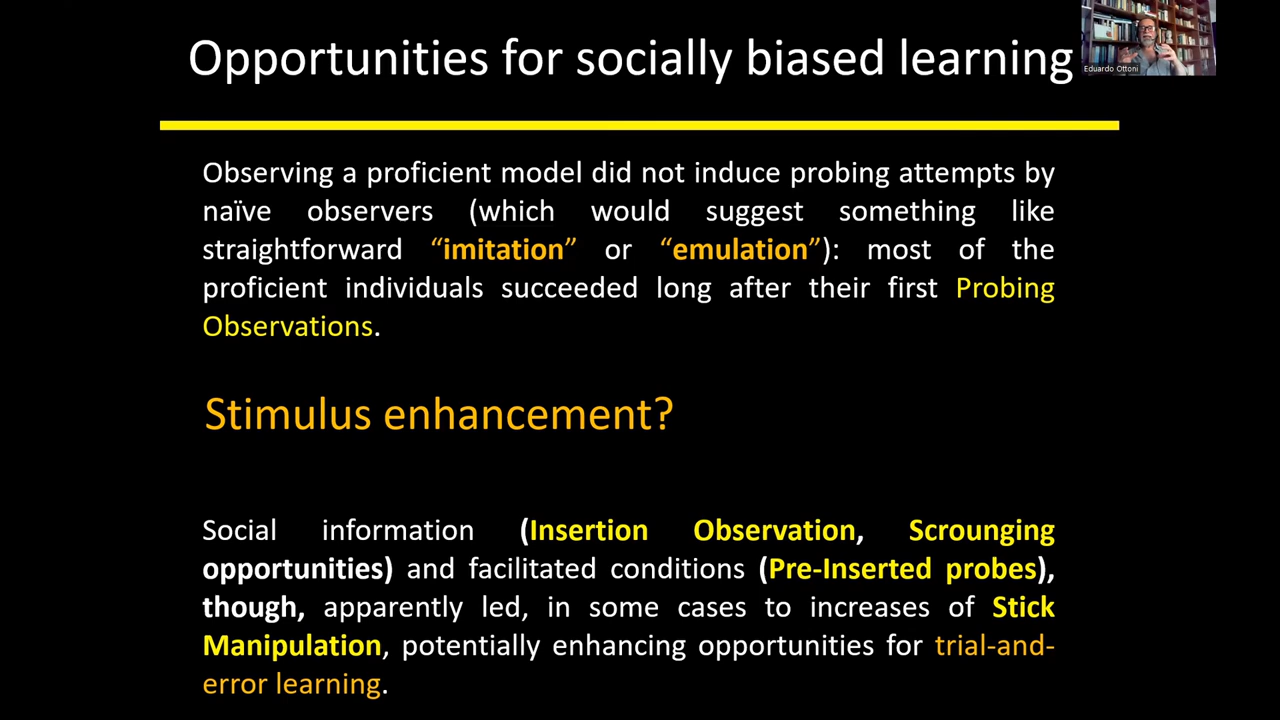 Opportunities for socially biased learning
Eduardo Ottoni
Observing a proficient model did not induce probing attempts by
naïve observers (which would suggest something like
straightforward “imitation” or “emulation”): most of the
proficient individuals succeeded long after their first Probing
Observations.
Stimulus enhancement?
Social information (Insertion Observation, Scrounging
opportunities) and facilitated conditions (Pre-Inserted probes),
though, apparently led, in some cases to increases of Stick
Manipulation, potentially enhancing opportunities for trial-and-
error learning.